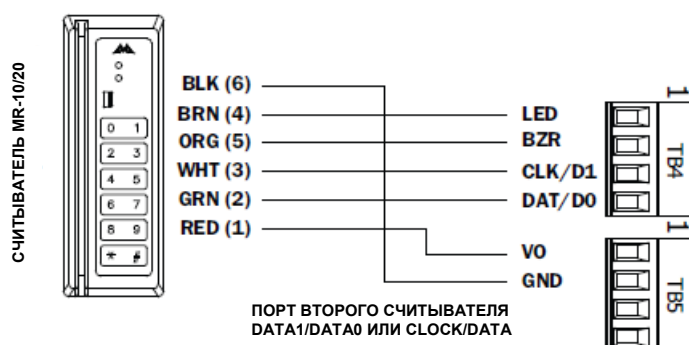 СЧИТЫВАТЕЛЬ MR-10/20
0 1
2 3
4 5
6 7
8 9
* #
BLK (6)
BRN (4)
ORG (5)
WHT (3)
GRN (2)
RED (1)
LED
BZR
CLK/D1
DAT/D0
VO
GND
1
TB4
1
TB5
ПОРТ ВТОРОГО СЧИТЫВАТЕЛЯ
DATA1/DATA0 ИЛИ CLOCK/DATA